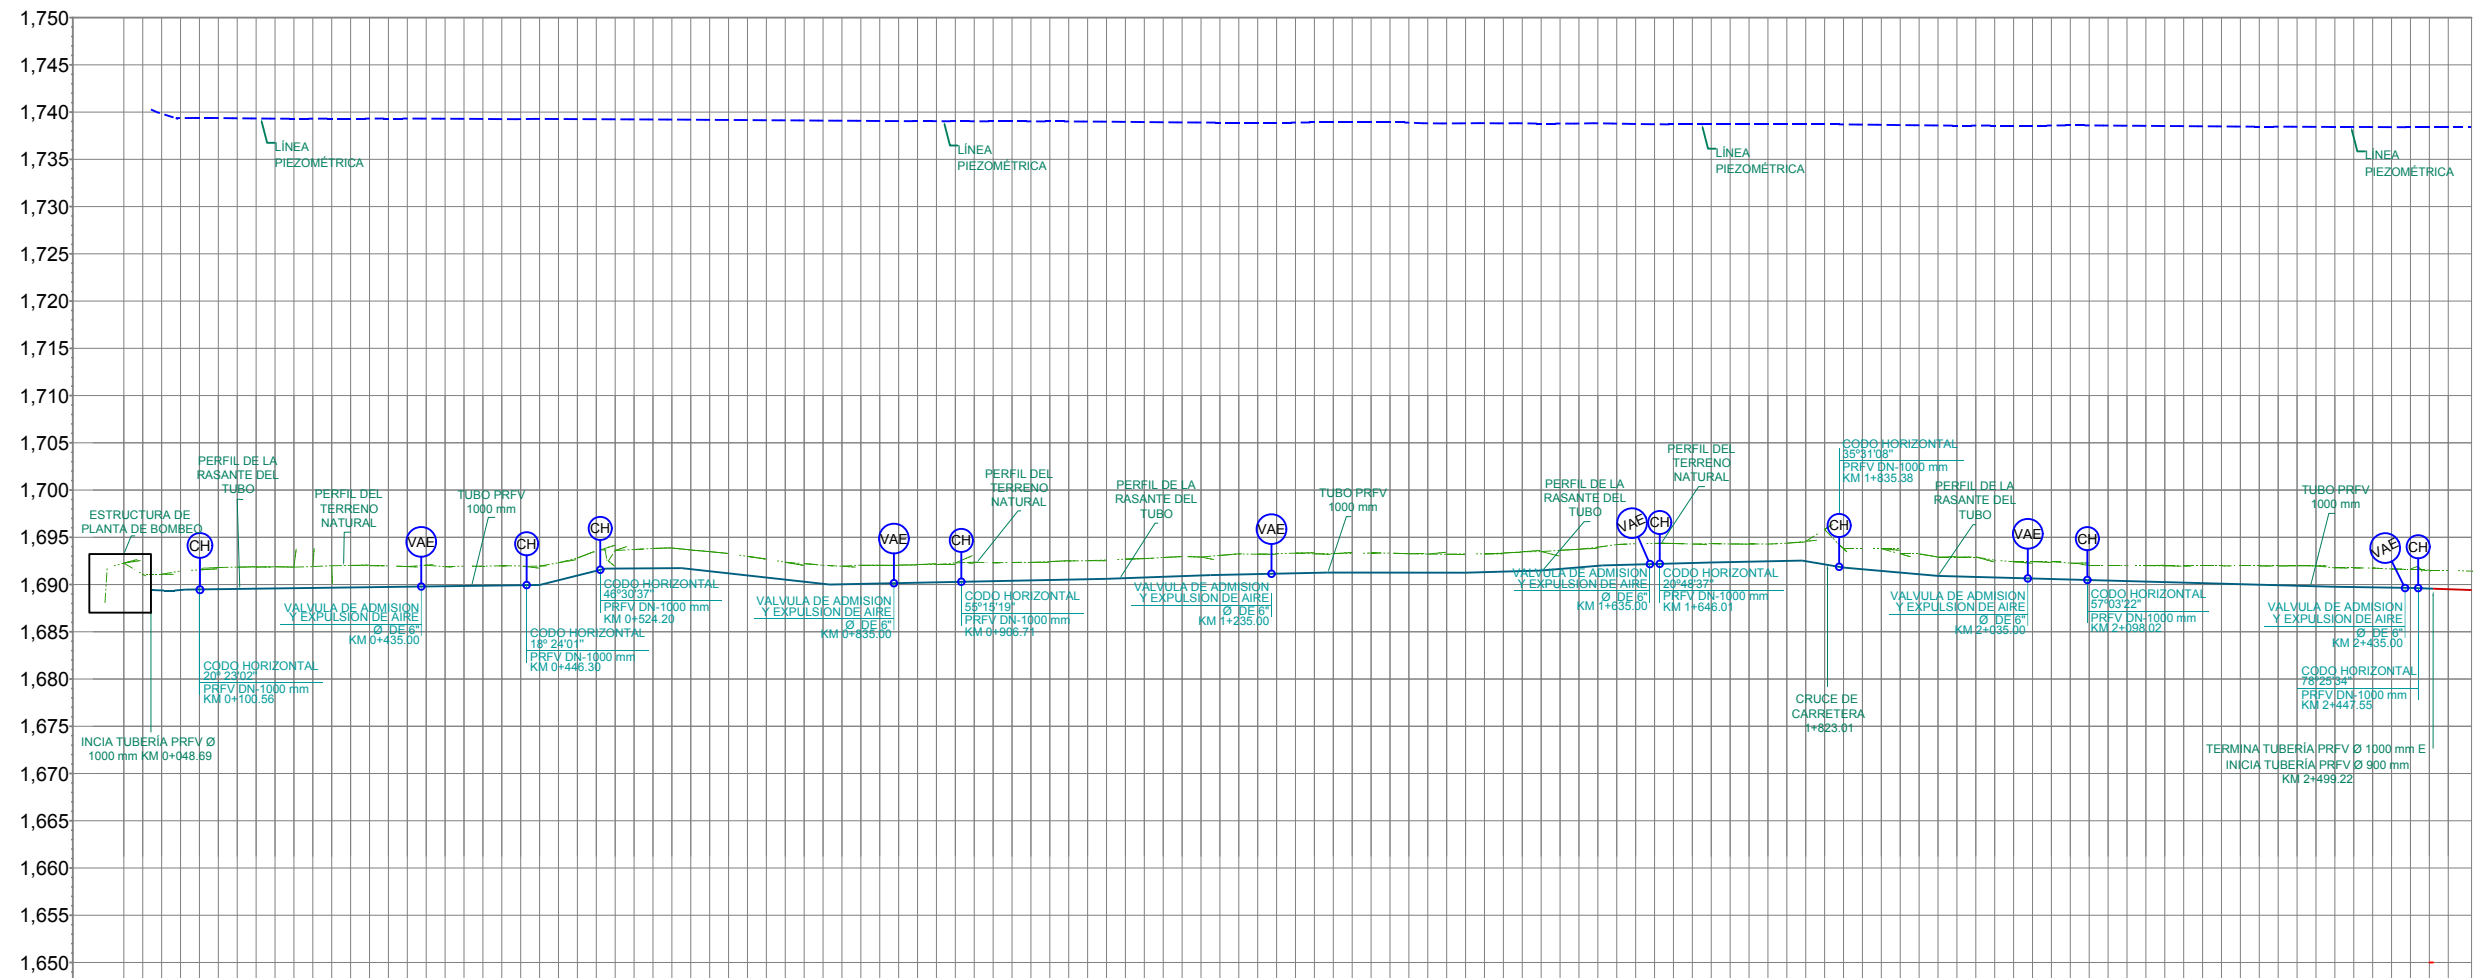 1,750
1,745
1,740
1,735
1,730
1,725
1,720
1,715
1,710
1,705
1,700
1,695
1,690
1,685
1,680
1,675
1,670
1,665
1,660
1,655
1,650
LÍNEA
PIEZOMÉTRICA
LÍNEA
PIEZOMÉTRICA
LÍNEA
PIEZOMÉTRICA
LÍNEA
PIEZOMÉTRICA
ESTRUCTURA DE
PLANTA DE BOMBEO
CH
PERFIL DE LA
RASANTE DEL
TUBO
PERFIL DEL
TERRENO
NATURAL
VAE
TUBO PRFV
1000 mm
CH
CH
VAE
CH
PERFIL DEL
TERRENO
NATURAL
PERFIL DE LA
RASANTE DEL
TUBO
VAE
TUBO PRFV
1000 mm
PERFIL DE LA
RASANTE DEL
TUBO
VAE
CH
PERFIL DEL
TERRENO
NATURAL
CODO HORIZONTAL
35º31'08"
PRFV DN-1000 mm
KM 1+835.38
CH
PERFIL DE LA
RASANTE DEL
TUBO
VAE
CH
TUBO PRFV
1000 mm
VAE
CH
INCIA TUBERÍA PRFV Ø
1000 mm KM 0+048.69
CODO HORIZONTAL
20º 23'02"
PRFV DN-1000 mm
KM 0+100.56
VALVULA DE ADMISION
Y EXPULSION DE AIRE
Ø DE 6"
KM 0+435.00
CODO HORIZONTAL
18º 24'01"
PRFV DN-1000 mm
KM 0+446.30
CODO HORIZONTAL
46º30'37"
PRFV DN-1000 mm
KM 0+524.20
VALVULA DE ADMISION
Y EXPULSION DE AIRE
Ø DE 6"
KM 0+835.00
CODO HORIZONTAL
55º15'19"
PRFV DN-1000 mm
KM 0+906.71
VALVULA DE ADMISION
Y EXPULSION DE AIRE
Ø DE 6"
KM 1+235.00
VALVULA DE ADMISION
Y EXPULSION DE AIRE
Ø DE 6"
KM 1+635.00
CODO HORIZONTAL
20º48'37"
PRFV DN-1000 mm
KM 1+646.01
CRUCE DE
CARRETERA
1+823.01
VALVULA DE ADMISION
Y EXPULSION DE AIRE
Ø DE 6"
KM 2+035.00
CODO HORIZONTAL
57º03'22"
PRFV DN-1000 mm
KM 2+098.02
VALVULA DE ADMISION
Y EXPULSION DE AIRE
Ø DE 6"
KM 2+435.00
CODO HORIZONTAL
78º25'34"
PRFV DN-1000 mm
KM 2+447.55
TERMINA TUBERÍA PRFV Ø 1000 mm E
INICIA TUBERÍA PRFV Ø 900 mm
KM 2+499.22